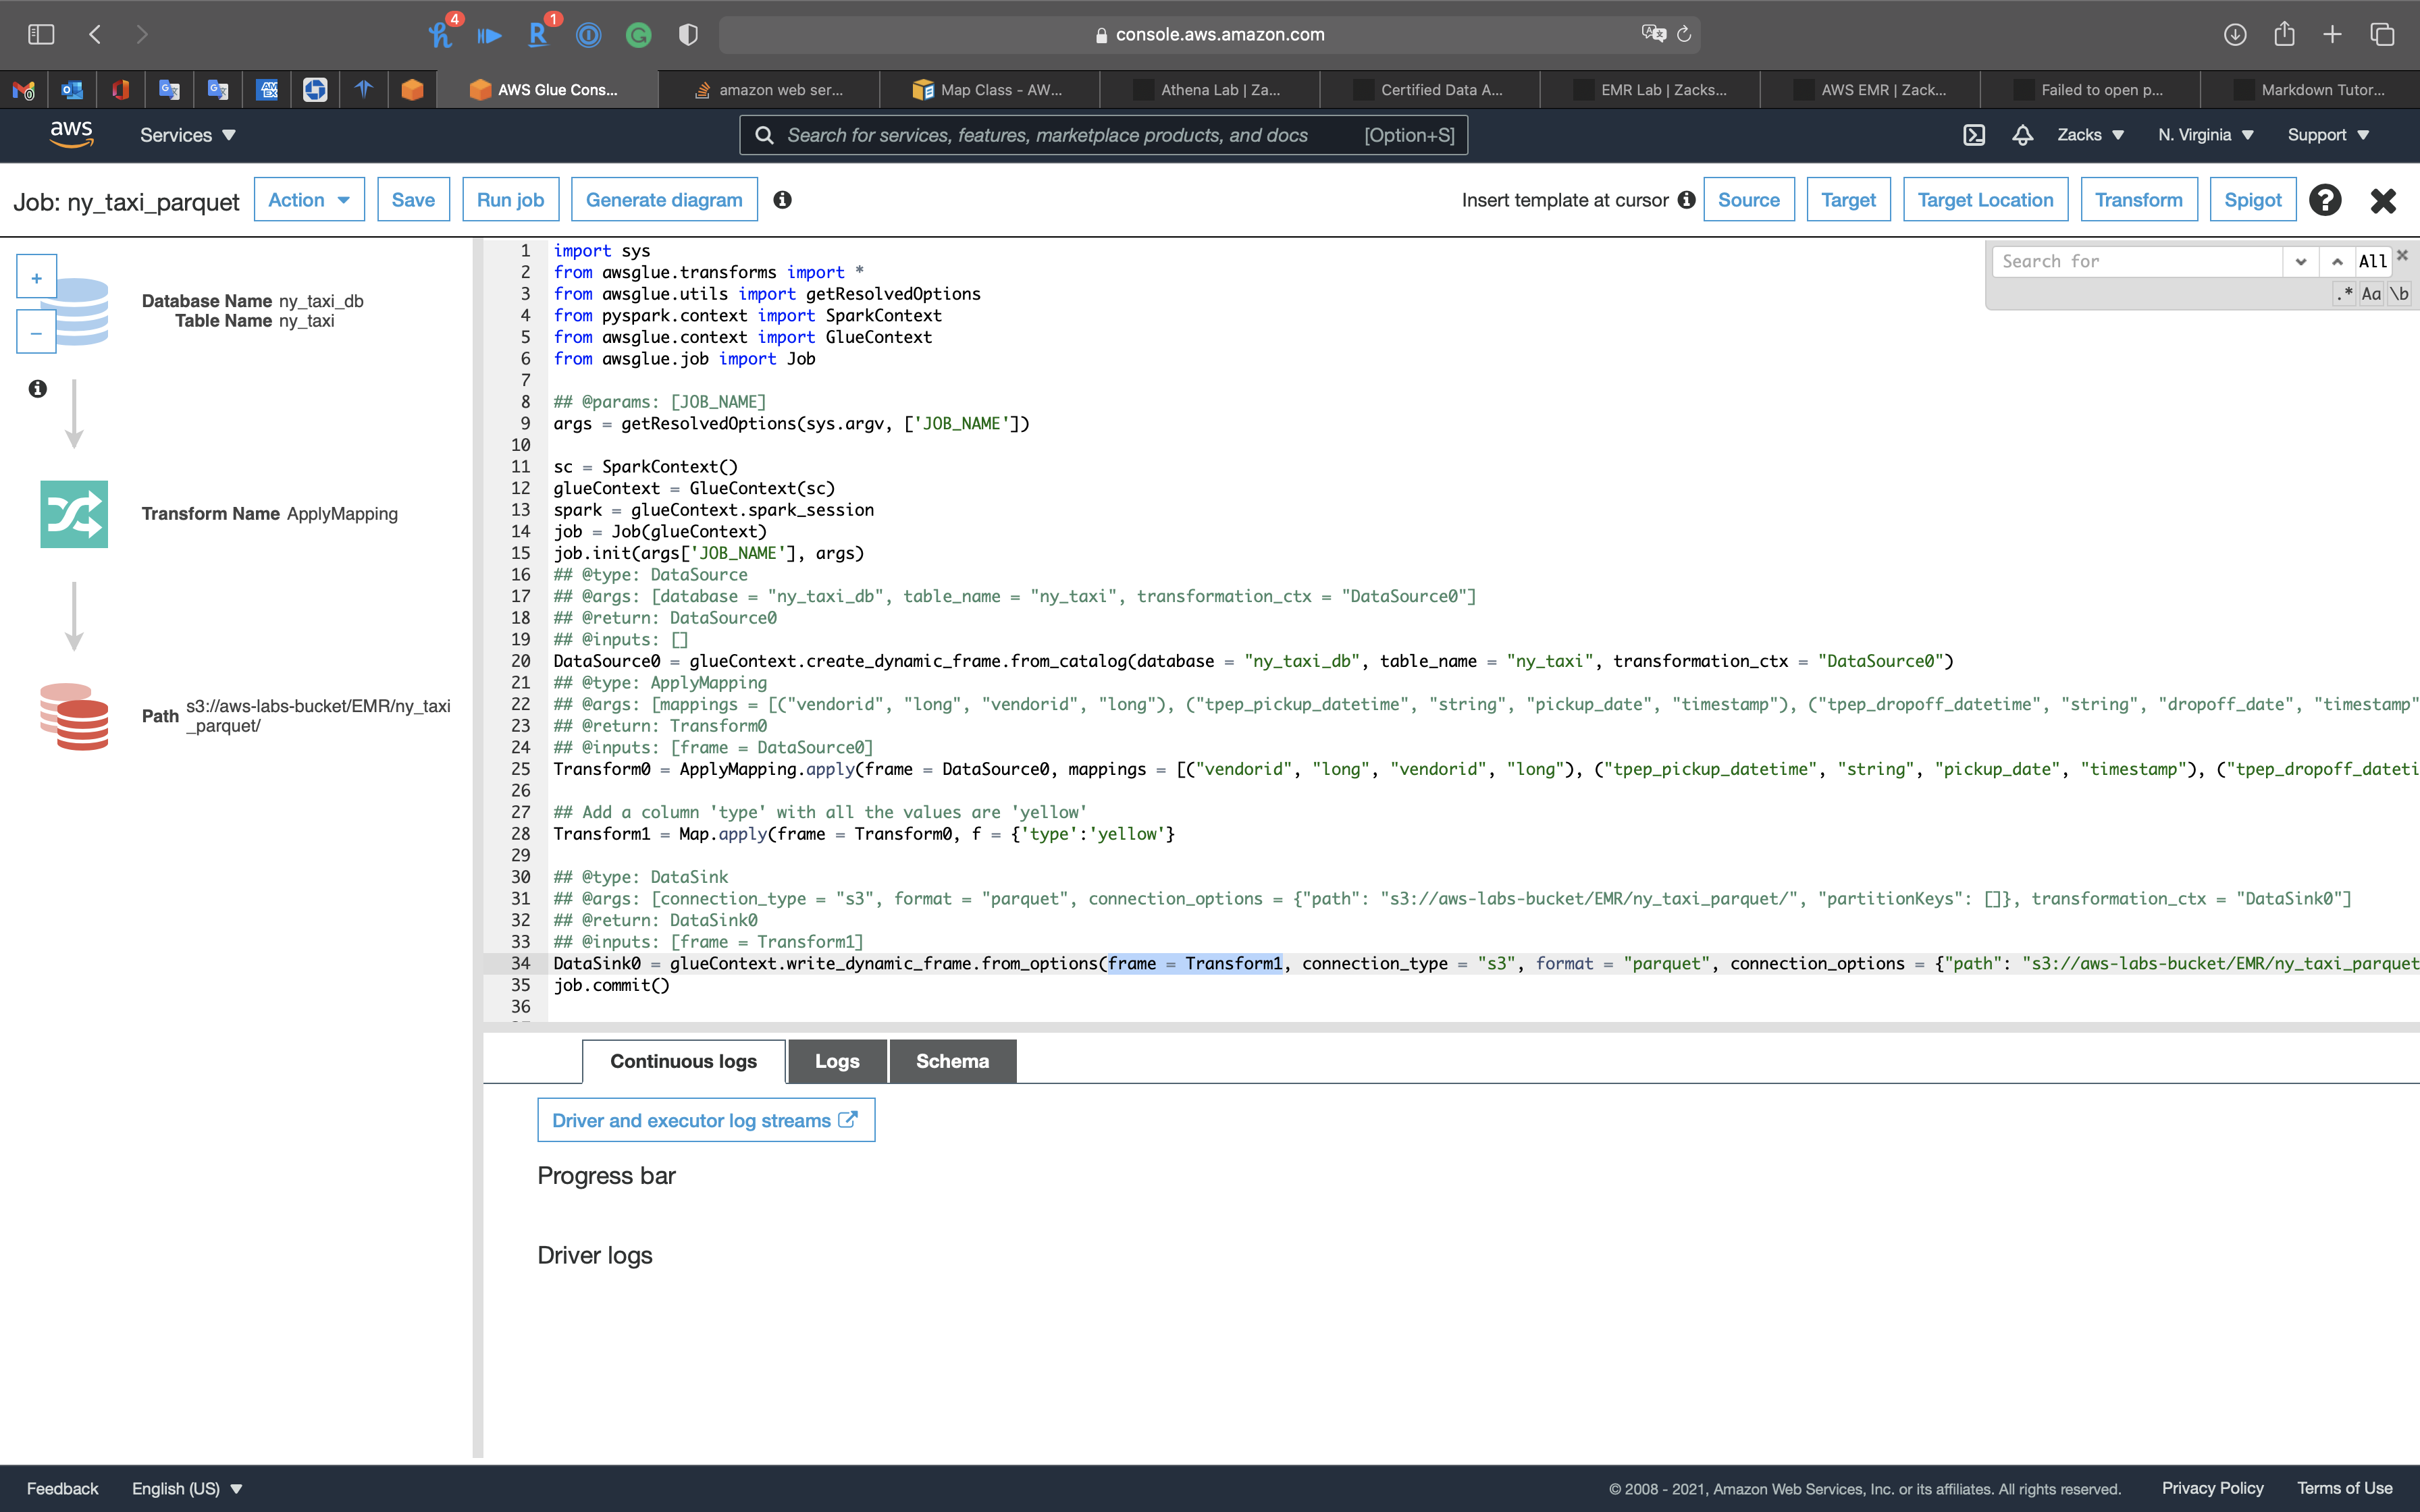 4
1
console.aws.amazon.com
AWS Glue Cons...
amazon web ser...
Map Class - AW...
Athena Lab | Za...
Certified Data A...
EMR Lab | Zacks...
AWS EMR | Zack...
Failed to open p...
Markdown Tutor...
aws
Services
Search for services, features, marketplace products, and docs
[Option+S]
Zacks
N. Virginia
Support
Job: ny_taxi_parquet
Action
Save
Run job
Generate diagram
Insert template at cursor
Source
Target
Target Location
Transform
Spigot
Database Name ny_taxi_db
Table Name ny_taxi
Transform Name ApplyMapping
Path s3://aws-labs-bucket/EMR/ny_taxi
_parquet/
Search for
All
.* Aa \b
1 import sys
2 from awsglue.transforms import *
3 from awsglue.utils import getResolvedOptions
4 from pyspark.context import SparkContext
5 from awsglue.context import GlueContext
6 from awsglue.job import Job
7
8 ## @params: [JOB_NAME]
9 args = getResolvedOptions(sys.argv, ['JOB_NAME'])
10
11 sc = SparkContext()
12 glueContext = GlueContext(sc)
13 spark = glueContext.spark_session
14 job = Job(glueContext)
15 job.init(args['JOB_NAME'], args)
16 ## @type: DataSource
17 ## @args: [database = "ny_taxi_db", table_name = "ny_taxi", transformation_ctx = "DataSource0"]
18 ## @return: DataSource0
19 ## @inputs: []
20 DataSource0 = glueContext.create_dynamic_frame.from_catalog(database = "ny_taxi_db", table_name = "ny_taxi", transformation_ctx = "DataSource0")
21 ## @type: ApplyMapping
22 ## @args: [mappings = [("vendorid", "long", "vendorid", "long"), ("tpep_pickup_datetime", "string", "pickup_date", "timestamp"), ("tpep_dropoff_datetime", "string", "dropoff_date", "timestamp"
23 ## @return: Transform0
24 ## @inputs: [frame = DataSource0]
25 Transform0 = ApplyMapping.apply(frame = DataSource0, mappings = [("vendorid", "long", "vendorid", "long"), ("tpep_pickup_datetime", "string", "pickup_date", "timestamp"), ("tpep_dropoff_dateti
26
27 ## Add a column 'type' with all the values are 'yellow'
28 Transform1 = Map.apply(frame = Transform0, f = {'type':'yellow'}
29
30 ## @type: DataSink
31 ## @args: [connection_type = "s3", format = "parquet", connection_options = {"path": "s3://aws-labs-bucket/EMR/ny_taxi_parquet/", "partitionKeys": []}, transformation_ctx = "DataSink0"]
32 ## @return: DataSink0
33 ## @inputs: [frame = Transform1]
34 DataSink0 = glueContext.write_dynamic_frame.from_options(frame = Transform1, connection_type = "s3", format = "parquet", connection_options = {"path": "s3://aws-labs-bucket/EMR/ny_taxi_parquet
35 job.commit()
36
Continuous logs
Logs
Schema
Driver and executor log streams
Progress bar
Driver logs
Feedback
English (US)
© 2008 - 2021, Amazon Web Services, Inc. or its affiliates. All rights reserved.
Privacy Policy
Terms of Use